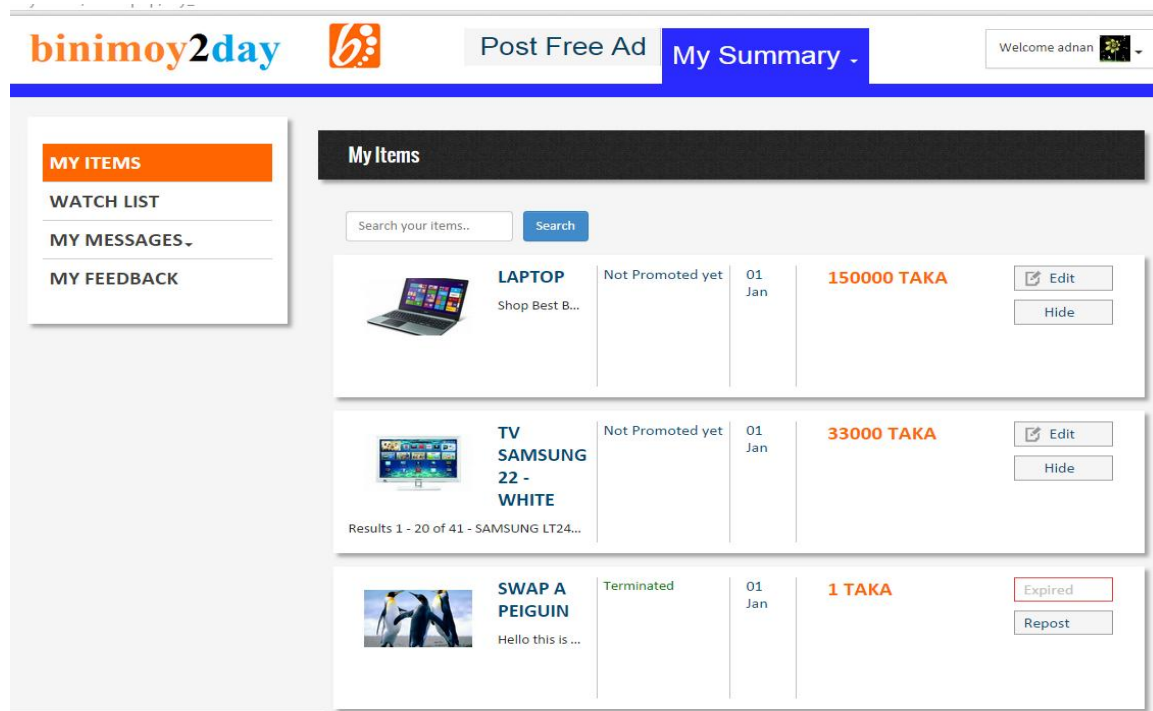 binimoy2day
Post Free Ad
My Summary
Welcome adnan
MY ITEMS
WATCH LIST
MY MESSAGES
MY FEEDBACK
My Items
Search your items..
Search
LAPTOP
Shop Best B...
Not Promoted yet
01
Jan
150000 TAKA
Edit
Hide
TV
SAMSUNG
22 -
WHITE
Results 1 - 20 of 41 - SAMSUNG LT24...
Not Promoted yet
01
Jan
33000 TAKA
Edit
Hide
SWAP A
PEIGUIN
Hello this is ...
Terminated
01
Jan
1 TAKA
Expired
Repost